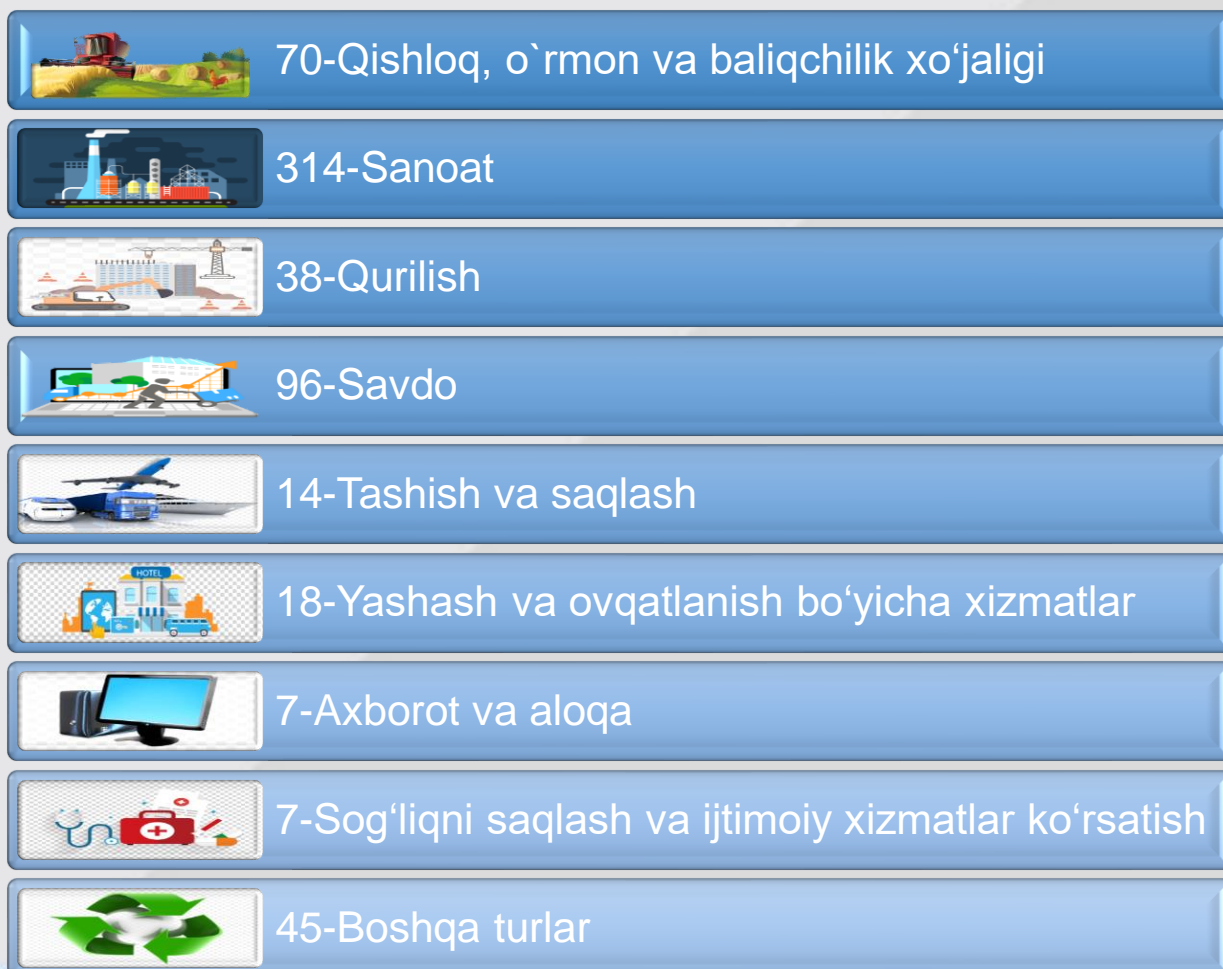 70-Qishloq, o`rmon va baliqchilik xo‘jaligi
314-Sanoat
38-Qurilish
96-Savdo
14-Tashish va saqlash
HOTEL
18-Yashash va ovqatlanish bo‘yicha xizmatlar
7-Axborot va aloqa
7-Sog‘liqni saqlash va ijtimoiy xizmatlar ko‘rsatish
45-Boshqa turlar